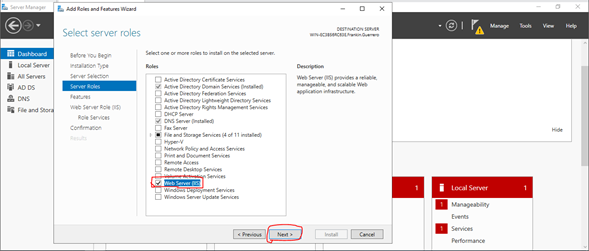 Server Manager
Add Roles and Features Wizard
Manage
Tools
View
Help
Dashboard
Local Server
All Servers
AD DS
DNS
File and Storage
Select server roles
DESTINATION SERVER
Before You Begin
Installation Type
Server Selection
Server Roles
Features
Web Server Role (IIS)
Role Services
Confirmation
Results
Select one or more roles to install on the selected server.
Roles
Active Directory Certificate Services
Active Directory Domain Services (Installed)
Active Directory Federation Services
Active Directory Lightweight Directory Services
Active Directory Rights Management Services
DHCP Server
DNS Server (Installed)
Fax Server
File and Storage Services (4 of 11 installed)
Hyper-V
Network Policy and Access Services
Print and Document Services
Remote Access
Remote Desktop Services
Volume Activation Services
Web Server (IIS)
Windows Deployment Services
Windows Server Update Services
Description
Web Server (IIS) provides a reliable,
manageable, and scalable Web
application infrastructure.
< Previous
Next >
Install
Cancel
Hide
1
Local Server
1
1
Manageability
Events
1
Services
Performance